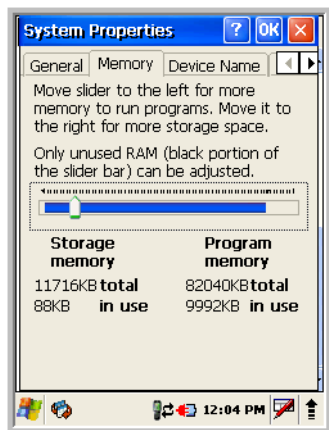 System Properties ? OK X
General Memory Device Name
Move slider to the
left for more
memory to run programs. Move it to
the right for more storage space.
Only unused RAM (black portion of
the slider bar) can be adjusted.
Storage memory
Program memory
11716KB total 82040KB total
88KB in use 9992KB in use
12:04 PM